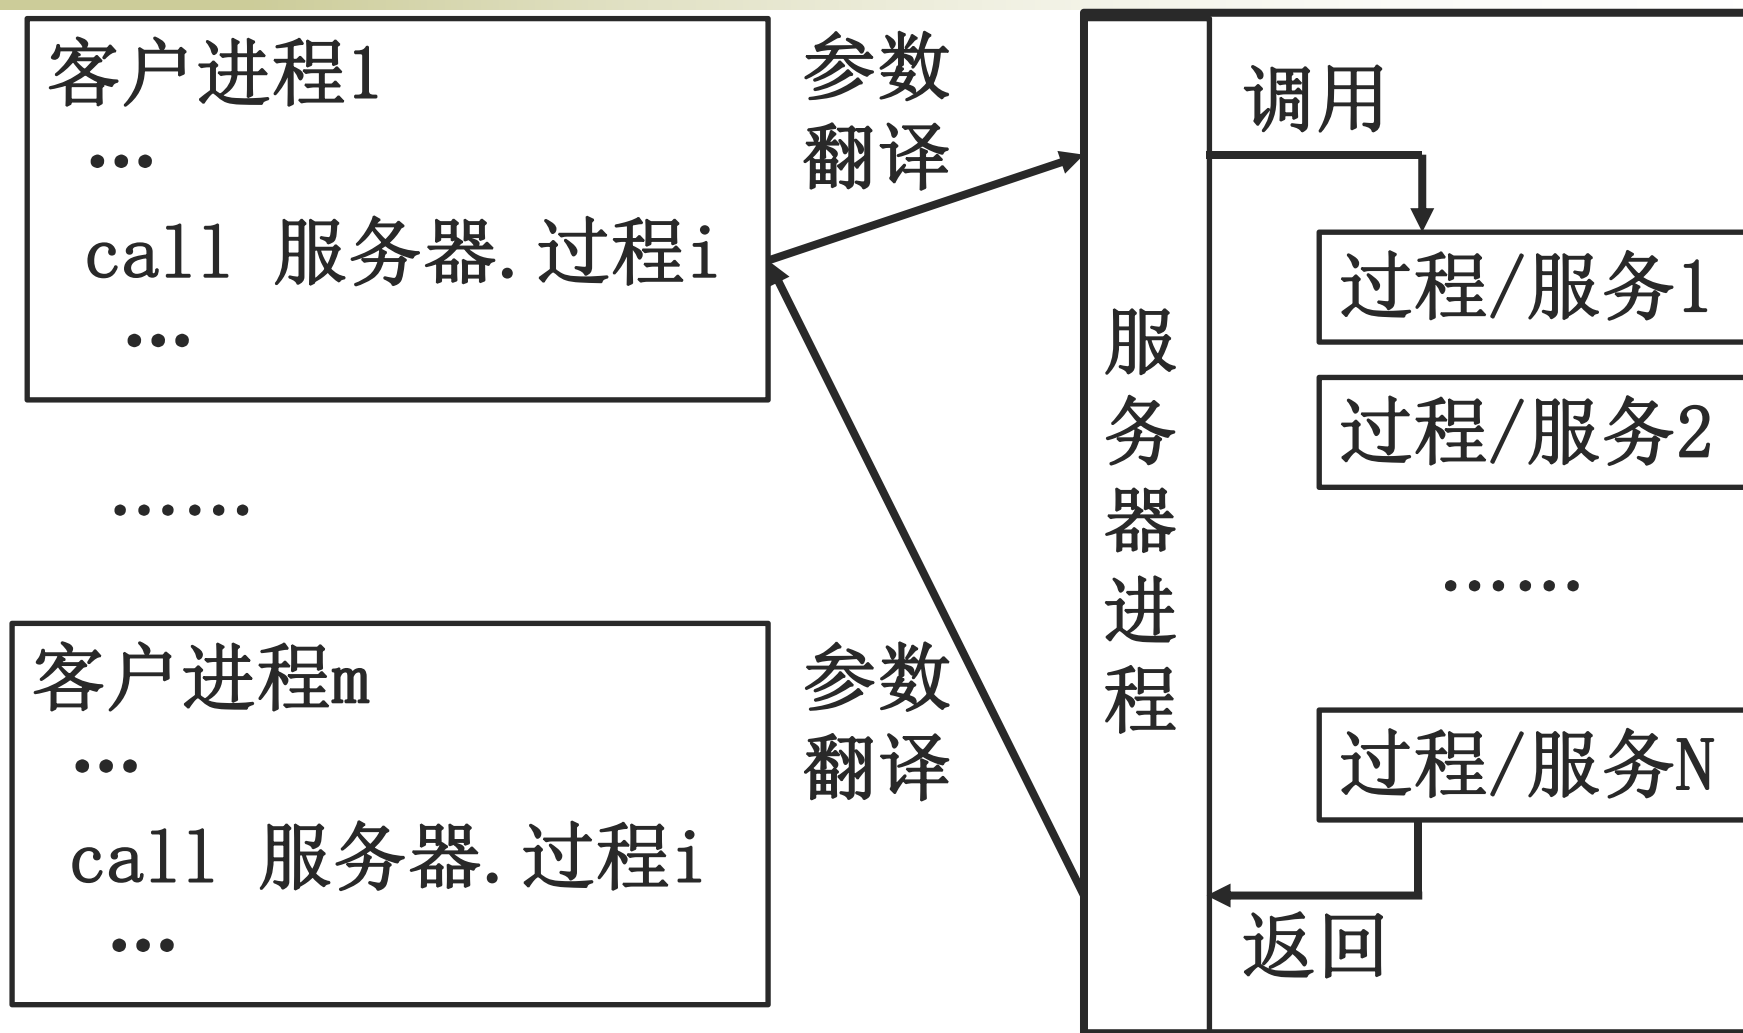 客户进程1
…
call 服务器.过程i
…
……
客户进程m
…
call 服务器.过程i
…
参数
翻译
参数
翻译
服务器进程
调用
过程/服务1
过程/服务2
……
过程/服务N
返回